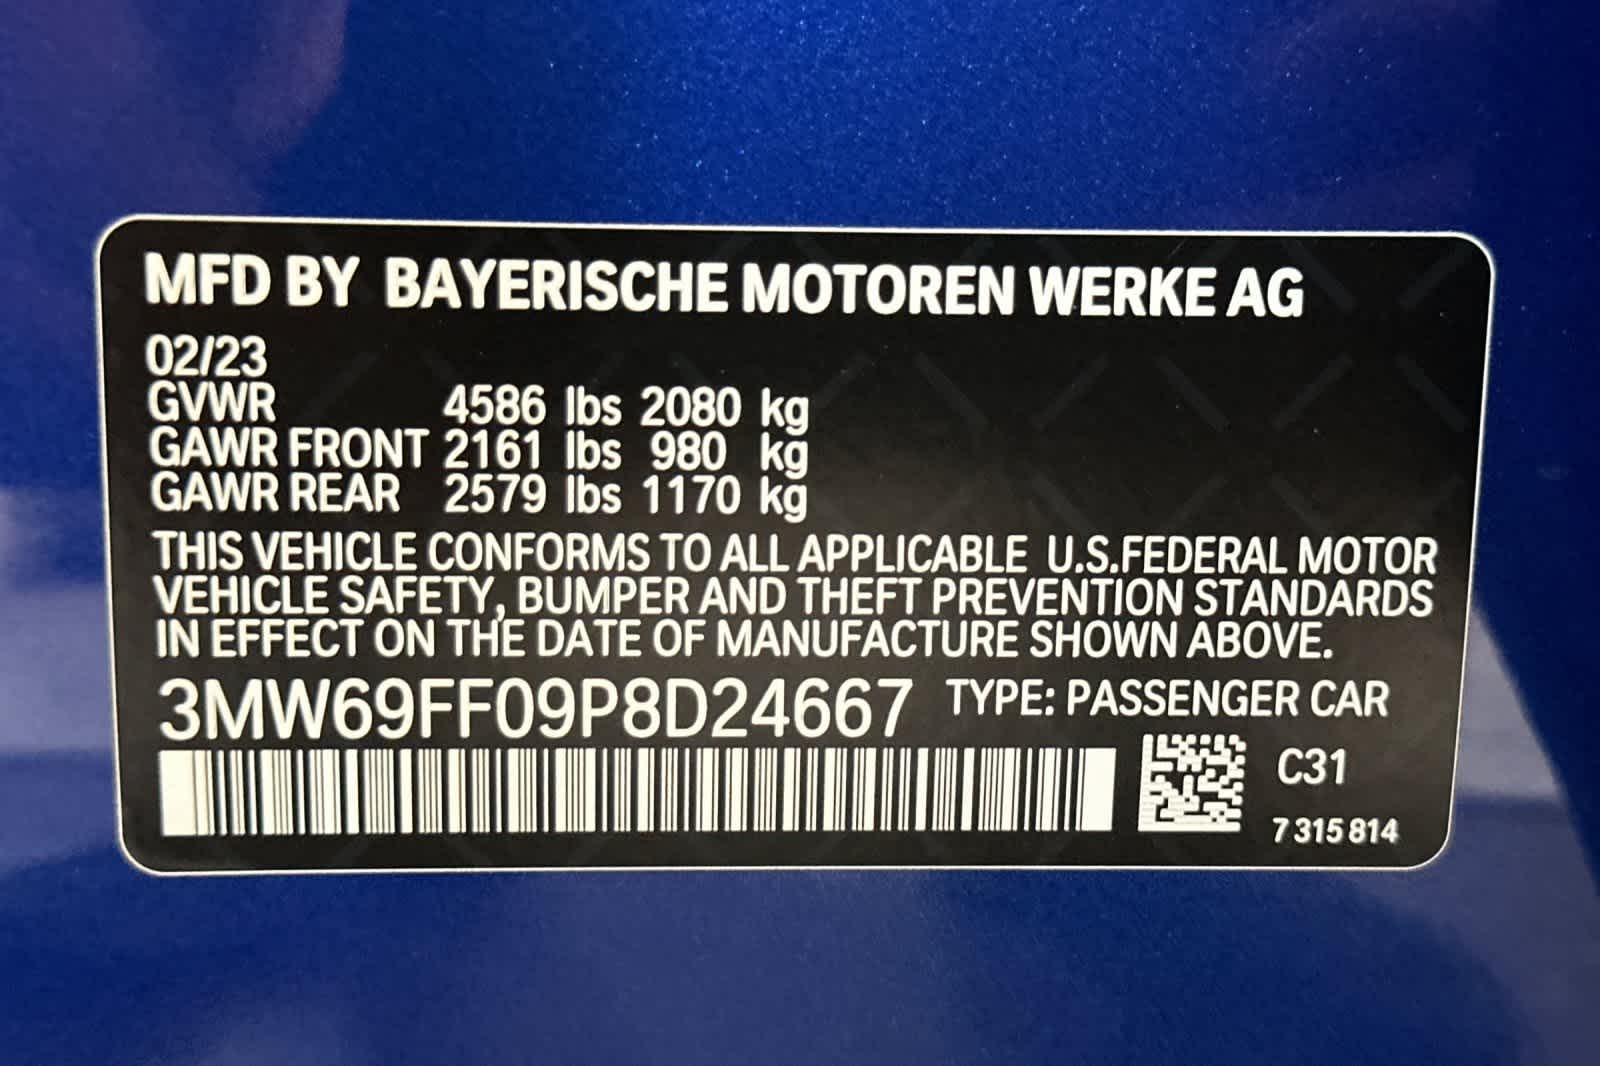 MFD BY BAYERISCHE MOTOREN WERKE AG
02/23
GVWR 4586 lbs 2080 kg
GAWR FRONT 2161 lbs 980 kg
GAWR REAR 2579 lbs 1170 kg
THIS VEHICLE CONFORMS TO ALL APPLICABLE U.S.FEDERAL MOTOR
VEHICLE SAFETY, BUMPER AND THEFT PREVENTION STANDARDS
IN EFFECT ON THE DATE OF MANUFACTURE SHOWN ABOVE.
3MW69FF09P8D24667 TYPE: PASSENGER CAR
C31
7 315 814